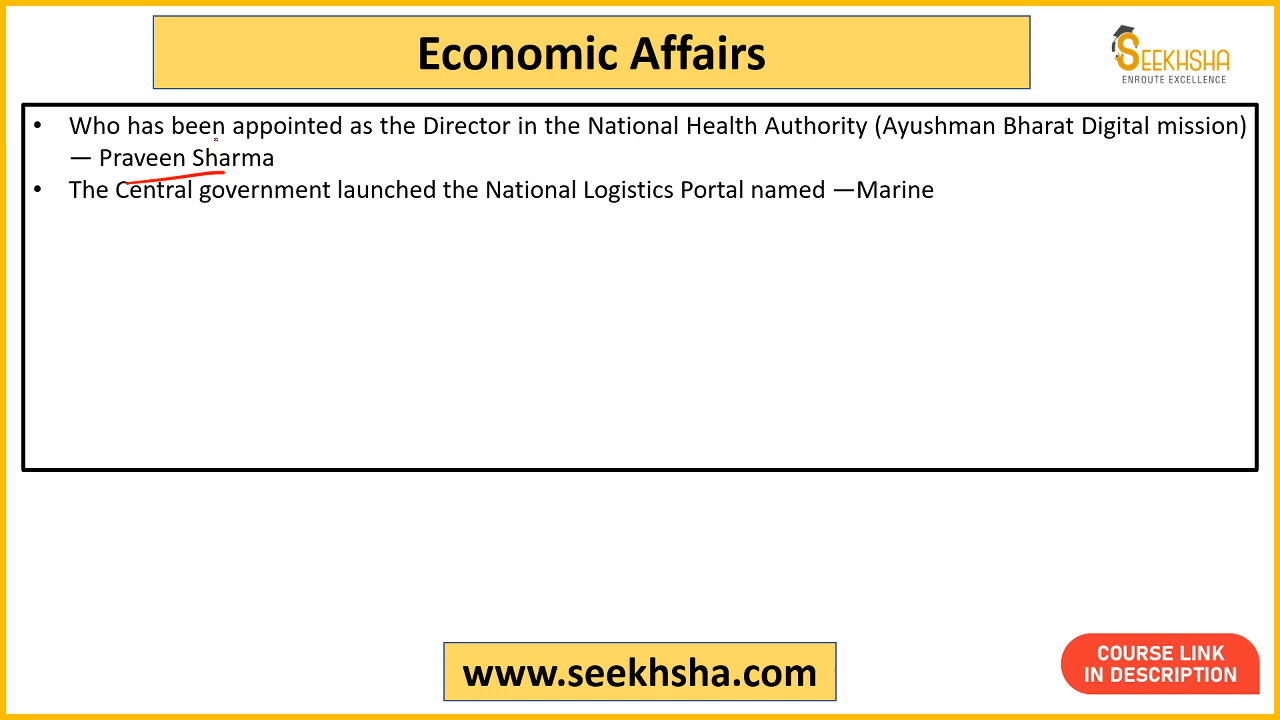 Economic Affairs
SEEKHSHA
ENROUTE EXCELLENCE
• Who has been appointed as the Director in the National Health Authority (Ayushman Bharat Digital mission)
— Praveen Sharma
• The Central government launched the National Logistics Portal named —Marine
www.seekhsha.com
COURSE LINK
IN DESCRIPTION